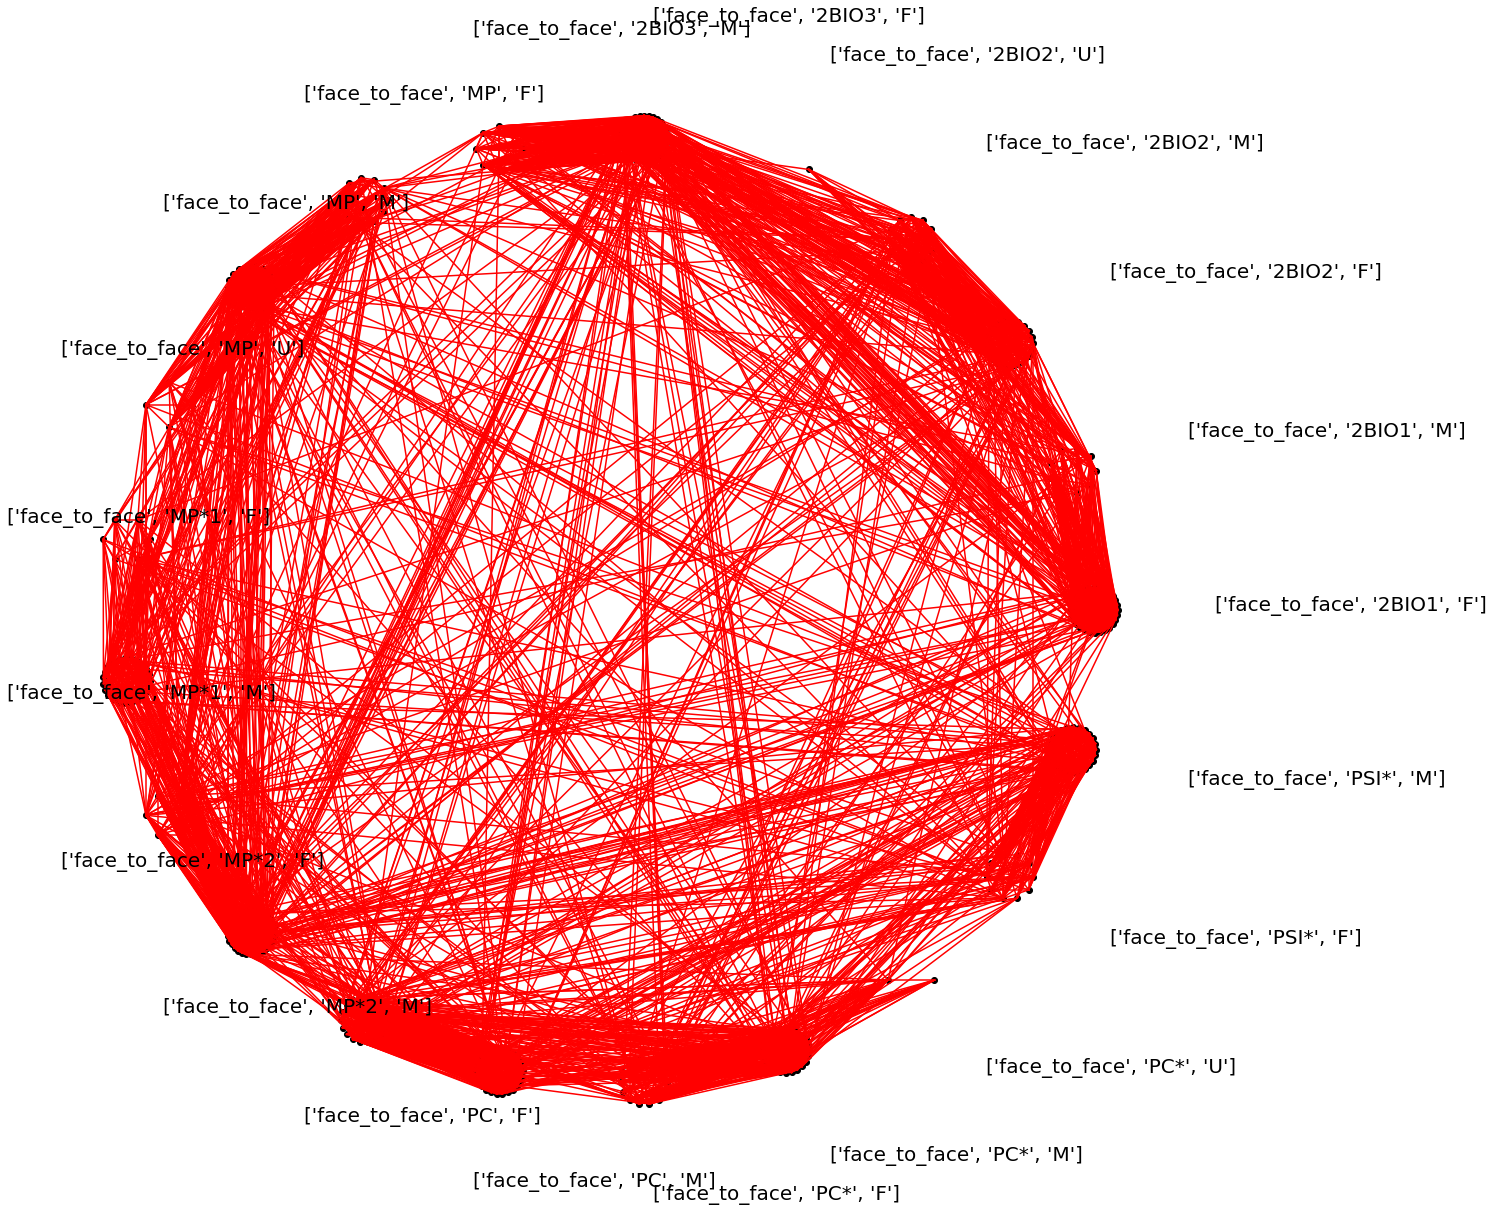 ['face_to_face', '2BIO3', 'F']
['face_to_face', '2BIO3', 'M']
['face_to_face', '2BIO2', 'U']
['face_to_face', 'MP', 'F']
['face_to_face', '2BIO2', 'M']
['face_to_face', 'MP', 'M']
['face_to_face', '2BIO2', 'F']
['face_to_face', 'MP', 'U']
['face_to_face', '2BIO1', 'M']
['face_to_face', 'MP*1', 'F']
['face_to_face', '2BIO1', 'F']
['face_to_face', 'MP*1', 'M']
['face_to_face', 'PSI*', 'M']
['face_to_face', 'MP*2', 'F']
['face_to_face', 'PSI*', 'F']
['face_to_face', 'MP*2', 'M']
['face_to_face', 'PC*', 'U']
['face_to_face', 'PC', 'F']
['face_to_face', 'PC*', 'M']
['face_to_face', 'PC', 'M']
['face_to_face', 'PC*', 'F']